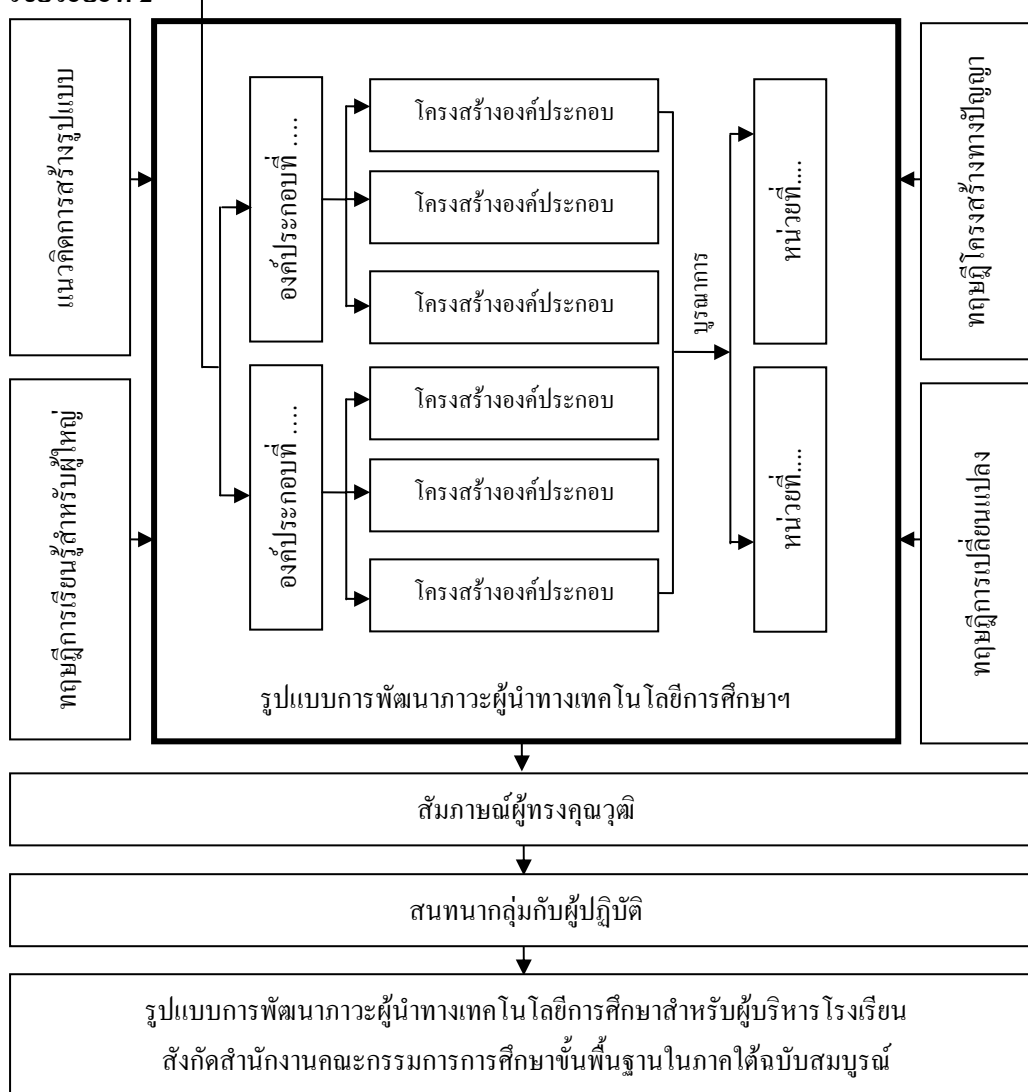 แนวคิดการสร้างรูปแบบ
ทฤษฎีการเรียนรู้สำหรับผู้ใหญ่
องค์ประกอบที่ ....
องค์ประกอบที่ ....
โครงสร้างองค์ประกอบ
โครงสร้างองค์ประกอบ
โครงสร้างองค์ประกอบ
โครงสร้างองค์ประกอบ
โครงสร้างองค์ประกอบ
โครงสร้างองค์ประกอบ
บูรณาการ
หน่วยที่....
หน่วยที่....
ทฤษฎีโครงสร้างทางปัญญา
ทฤษฎีการเปลี่ยนแปลง
รูปแบบการพัฒนาภาวะผู้นำทางเทคโนโลยีการศึกษาฯ
สัมภาษณ์ผู้ทรงคุณวุฒิ
สนทนากลุ่มกับผู้ปฏิบัติ
รูปแบบการพัฒนาภาวะผู้นำทางเทคโนโลยีการศึกษาสำหรับผู้บริหารโรงเรียน
สังกัดสำนักงานคณะกรรมการการศึกษาขั้นพื้นฐานในภาคใต้ฉบับสมบูรณ์